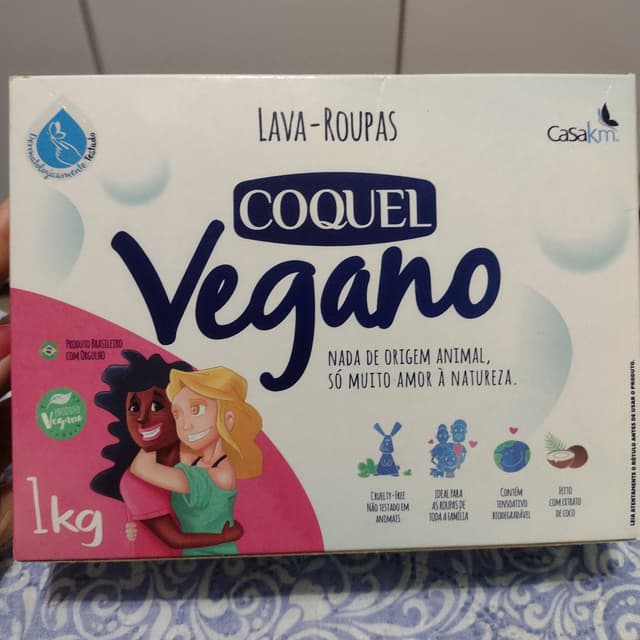 Dermatologicamente Testado
LAVA-ROUPAS
CaSakm
COQUEL
Vegano
NADA DE ORIGEM ANIMAL,
SÓ MUITO AMOR À NATUREZA.
PRODUTO BRASILEIRO
COM ORGULHO
PRODUTO
Vegano
1kg
CRUELTY-FREE
NÃO TESTADO EM
ANIMAIS
IDEAL PARA
AS ROUPAS DE
TODA A FAMÍLIA
CONTÉM
TENSOATIVO
BIODEGRADÁVEL
FEITO
COM EXTRATO
DE COCO
LEIA ATENTAMENTE O RÓTULO ANTES DE USAR O PRODUTO.